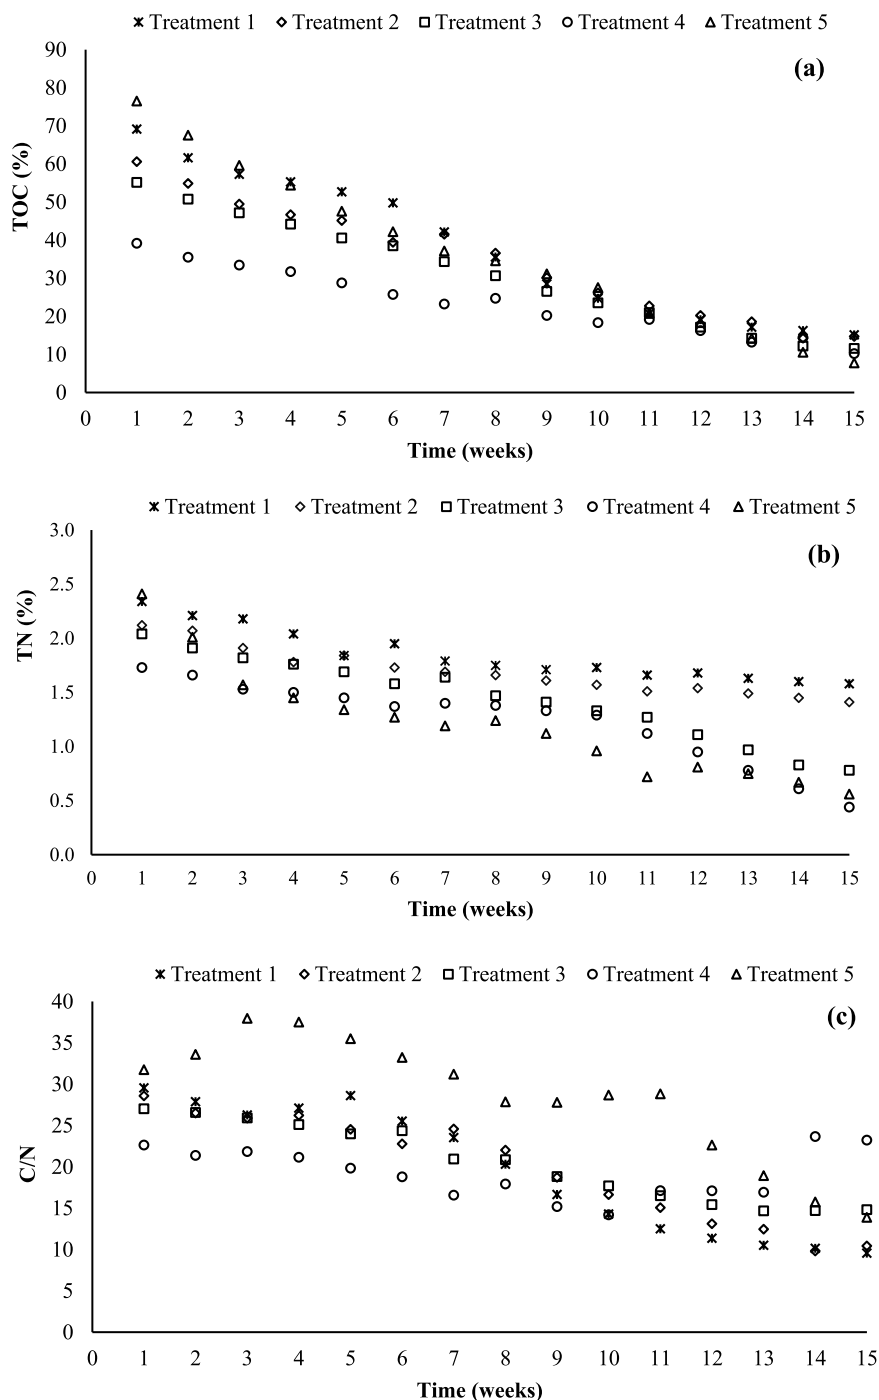 Treatment 1 Treatment 2 Treatment 3 Treatment 4 Treatment 5
(a)
TOC (%)
90
80
70
60
50
40
30
20
10
0
0 1 2 3 4 5 6 7 8 9 10 11 12 13 14 15
Time (weeks)
Treatment 1 Treatment 2 Treatment 3 Treatment 4 Treatment 5
(b)
TN (%)
3.0
2.5
2.0
1.5
1.0
0.5
0.0
0 1 2 3 4 5 6 7 8 9 10 11 12 13 14 15
Time (weeks)
Treatment 1 Treatment 2 Treatment 3 Treatment 4 Treatment 5
(c)
C/N
40
35
30
25
20
15
10
5
0
0 1 2 3 4 5 6 7 8 9 10 11 12 13 14 15
Time (weeks)